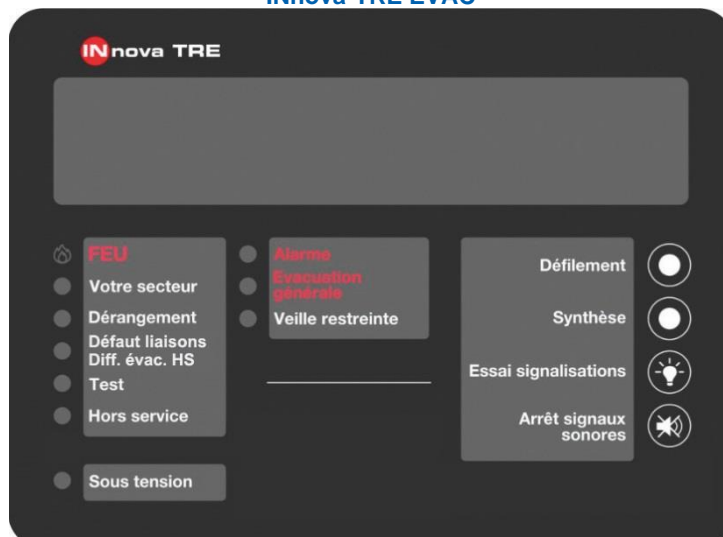 INnova TRE EVAC
INnova TRE
FEU
Votre secteur
Dérangement
Défaut liaisons
Diff. évac. HS
Test
Hors service
Sous tension
Alarme
Evacuation
générale
Veille restreinte
Défilement
Synthèse
Essai signalisations
Arrêt signaux
sonores